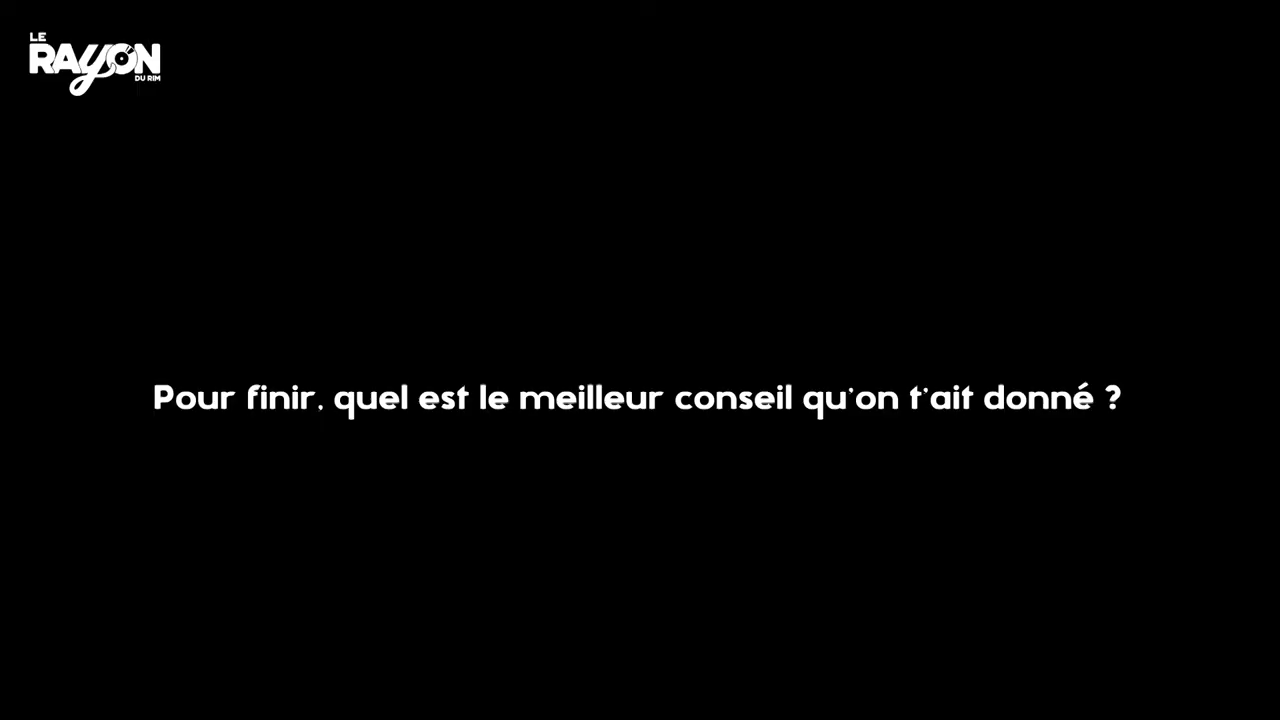 LE
RAYON
DU RIM
Pour finir, quel est le meilleur conseil qu'on t'ait donné ?